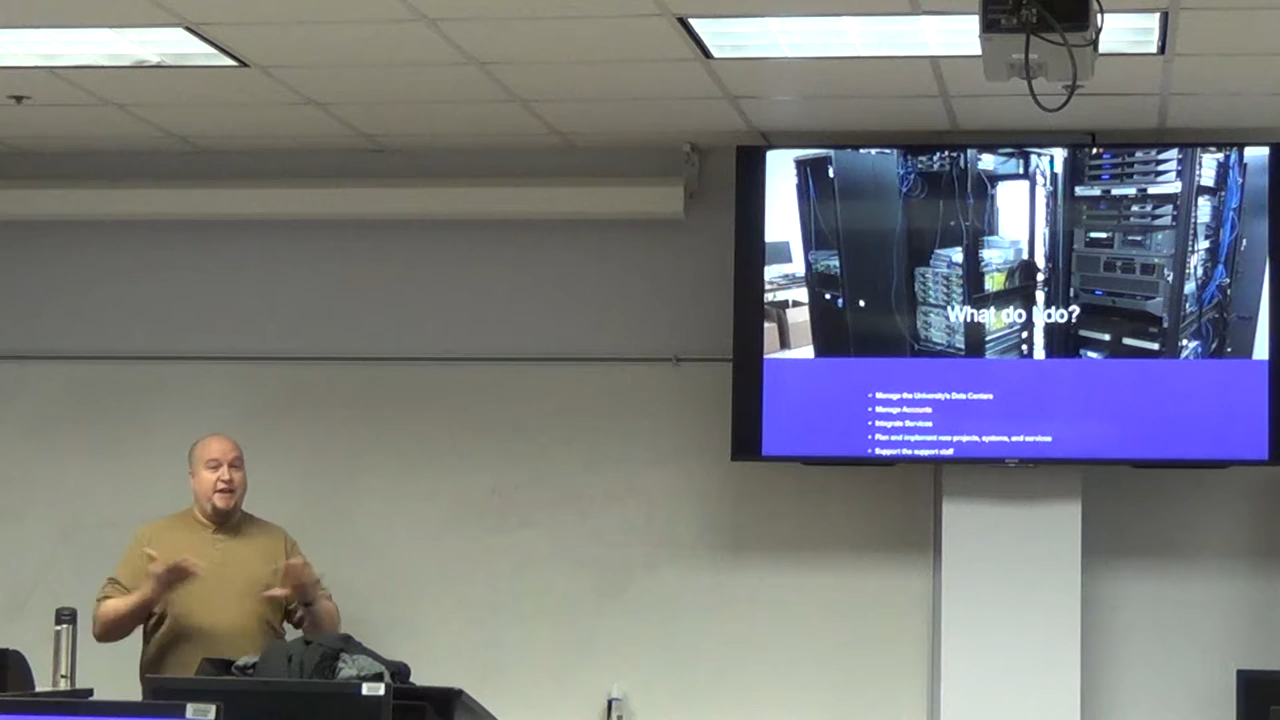 What do I do?
Manage the University's Data Centers
Manage Accounts
Integrate Services
Plan and implement new projects, systems, and services
Support the support staff